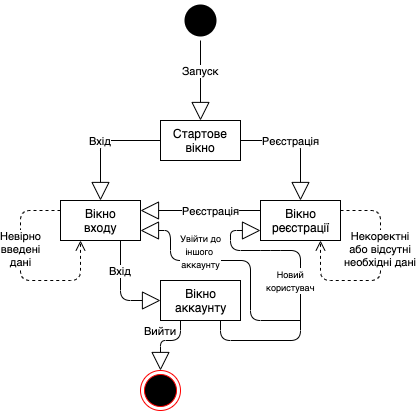 Запуск
Стартове
вікно
Вхід
Реєстрація
Вікно
входу
Реєстрація
Вікно
реєстрації
Невірно
введені
дані
Увійти до
іншого
аккаунту
Некоректні
або відсутні
необхідні дані
Вхід
Новий
користувач
Вікно
аккаунту
Вийти